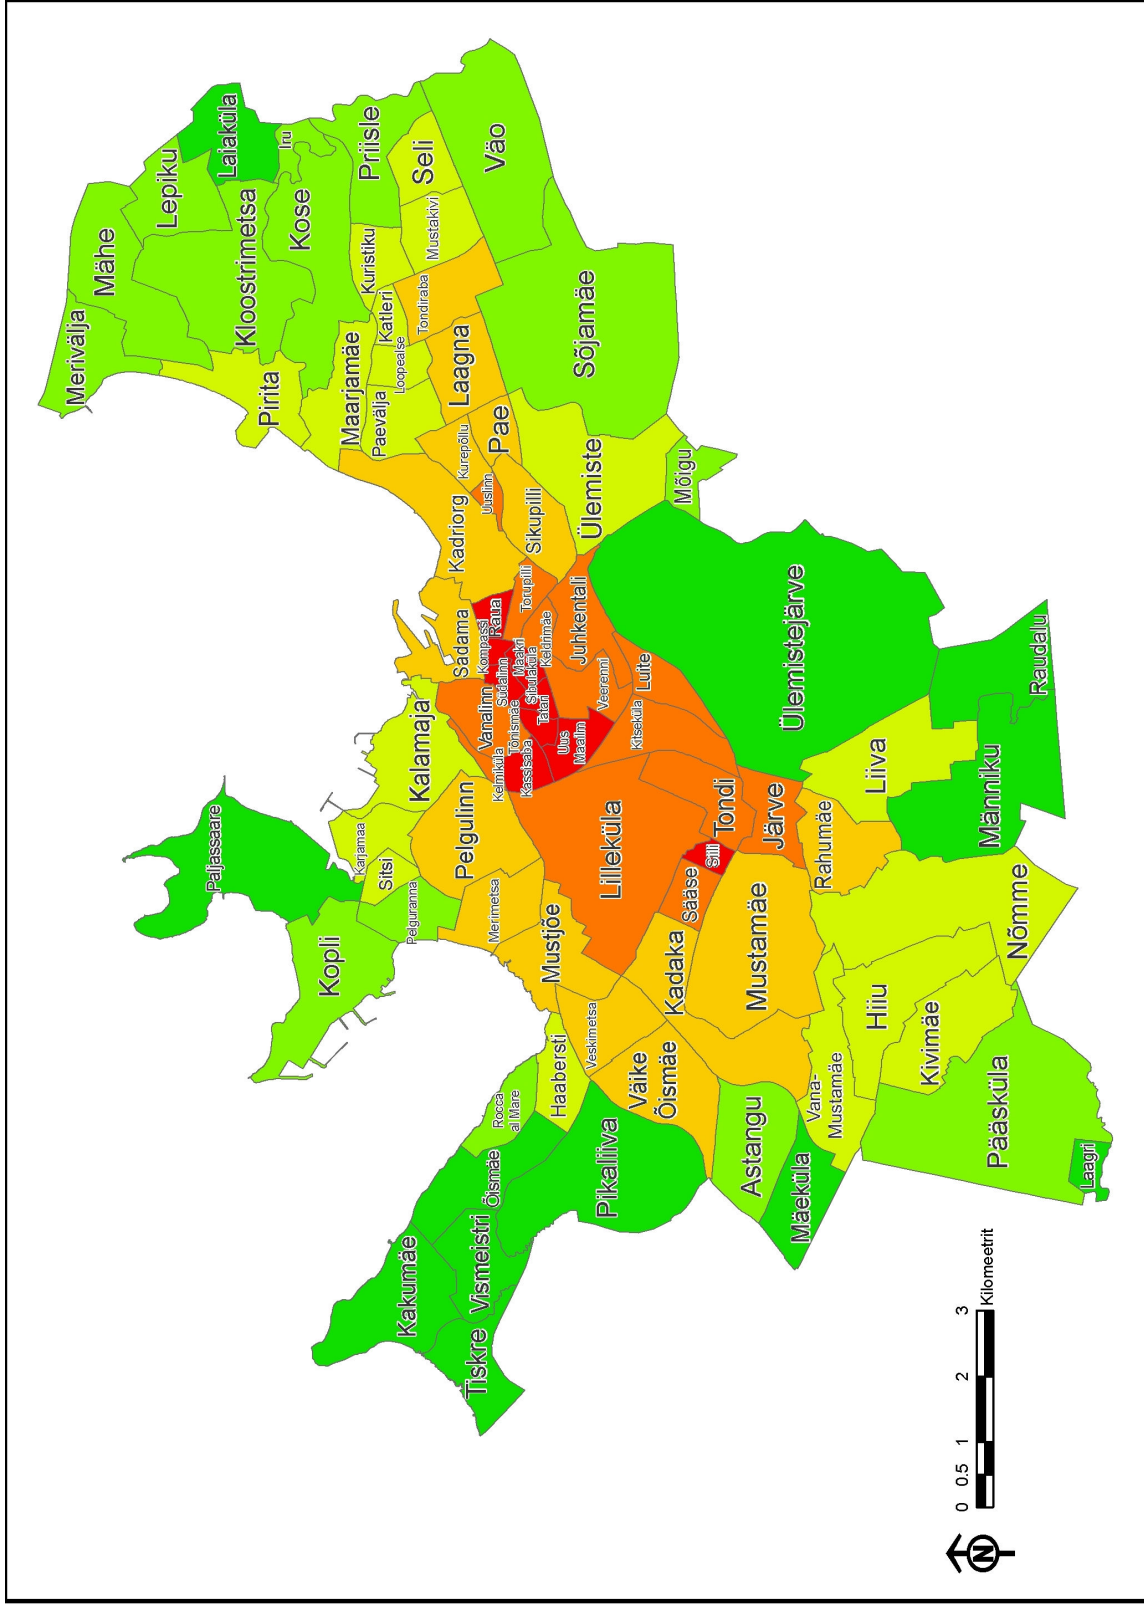 Merivälja
Mähe
Lepiku
Laiaküla
Iru
Kloostrimetsa
Kose
Pirita
Priisle
Seli
Väo
Kuristiku
Mustakivi
Maarjamäe
Katleri
Loopealse
Tondiraba
Paevälja
Laagna
Kurepõllu
Pae
Sõjamäe
Uuslinn
Kadriorg
Sikupilli
Ülemiste
Mõigu
Sadama
Kompassi
Raua
Torupilli
Juhkentali
Keldrimäe
Maakri
Sibulaküla
Südalinn
Vanalinn
Tõnismäe
Tatari
Veerenni
Luite
Kitseküla
Uus
Maailm
Kassisaba
Kelmiküla
Kalamaja
Pelgulinn
Karjamaa
Sitsi
Pelguranna
Paljassaare
Kopli
Merimetsa
Mustjõe
Lilleküla
Tondi
Järve
Siili
Sääse
Kadaka
Mustamäe
Rahumäe
Liiva
Ülemistejärve
Raudalu
Männiku
Nõmme
Hiiu
Kivimäe
Vana-
Mustamäe
Pääsküla
Laagri
Veskimetsa
Väike
Õismäe
Haabersti
Rocca
al Mare
Astangu
Mäeküla
Pikaliiva
Õismäe
Vismeistri
Kakumäe
Tiskre
0 0.5 1 2 3
Kilomeetrit
N